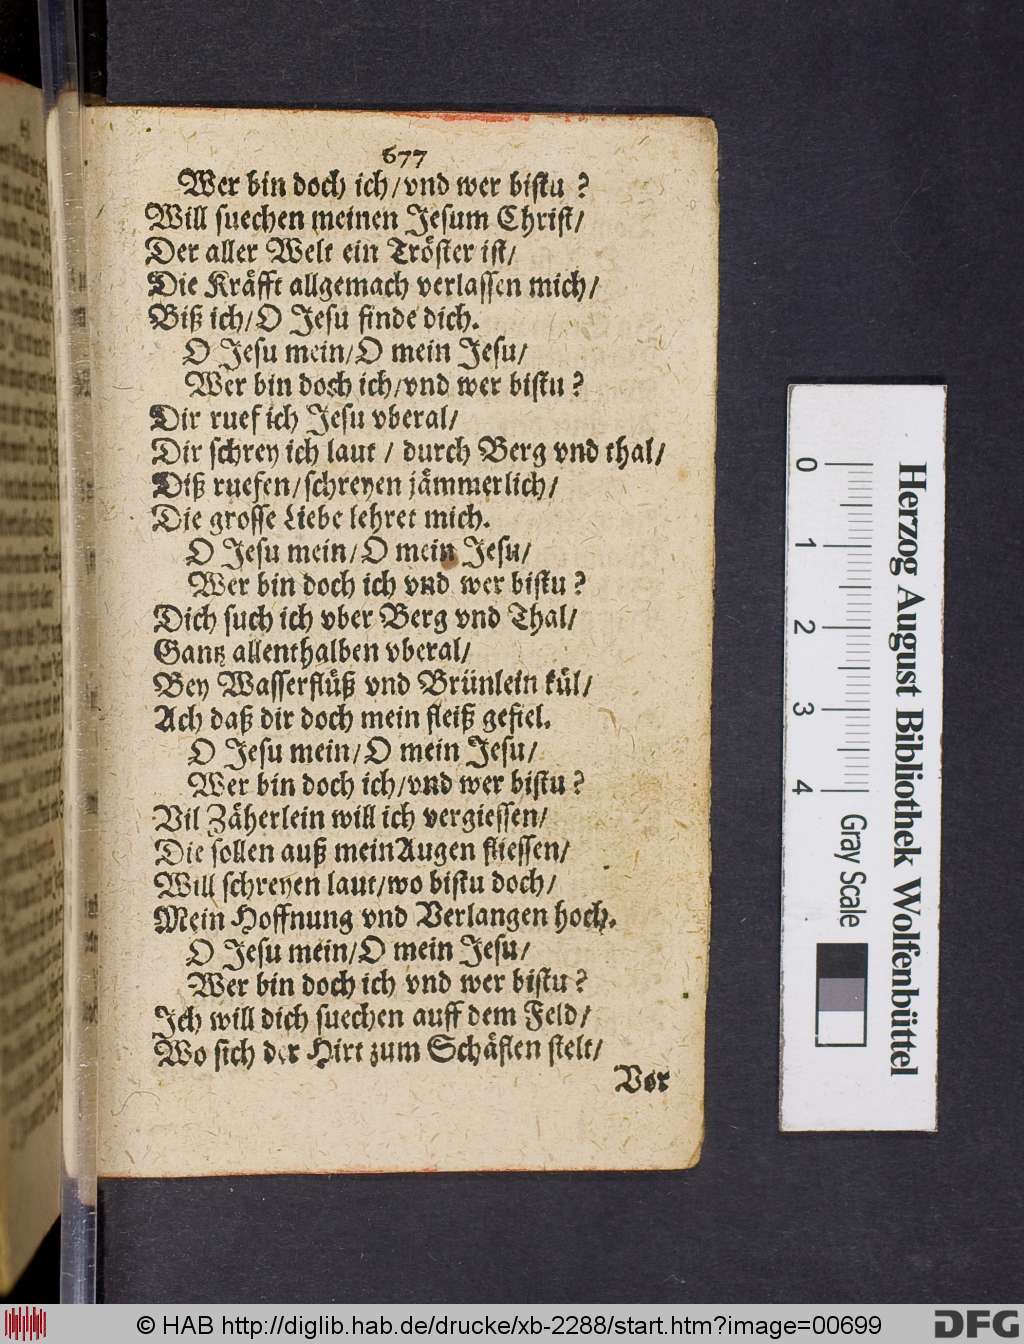 677
Wer bin doch ich/vnd wer bistu ?
Will suechen meinen Jesum Christ/
Der aller Welt ein Tröster ist/
Die Kräfft allgemach verlassen mich/
Biß ich/O Jesu finde dich.
O Jesu mein/O mein Jesu/
Wer bin doch ich/vnd wer bistu ?
Dir ruef ich Jesu vberal/
Dir schrey ich laut / durch Berg vnd thal/
Diß ruefen/schreyen jämmerlich/
Die grosse Liebe lehret mich.
O Jesu mein/O mein Jesu/
Wer bin doch ich vnd wer bistu ?
Dich such ich vber Berg vnd Thal/
Gantz allenthalben vberal/
Bey Wasserflüß vnd Brünlein kül/
Ach daß dir doch mein fleiß gefiel.
O Jesu mein/O mein Jesu/
Wer bin doch ich/vnd wer bistu ?
Vil Zäherlein will ich vergiessen/
Die sollen auß mein Augen fliessen/
Will schreyen laut/wo bistu doch/
Mein Hoffnung vnd Verlangen hoch.
O Jesu mein/O mein Jesu/
Wer bin doch ich vnd wer bistu ?
Ich will dich suechen auff dem Feld/
Wo sich der Hirt zum Schäflen stelt/
Vor
0 1 2 3 4
Gray Scale
Herzog August Bibliothek Wolfenbüttel
© HAB http://diglib.hab.de/drucke/xb-2288/start.htm?image=00699
DFG